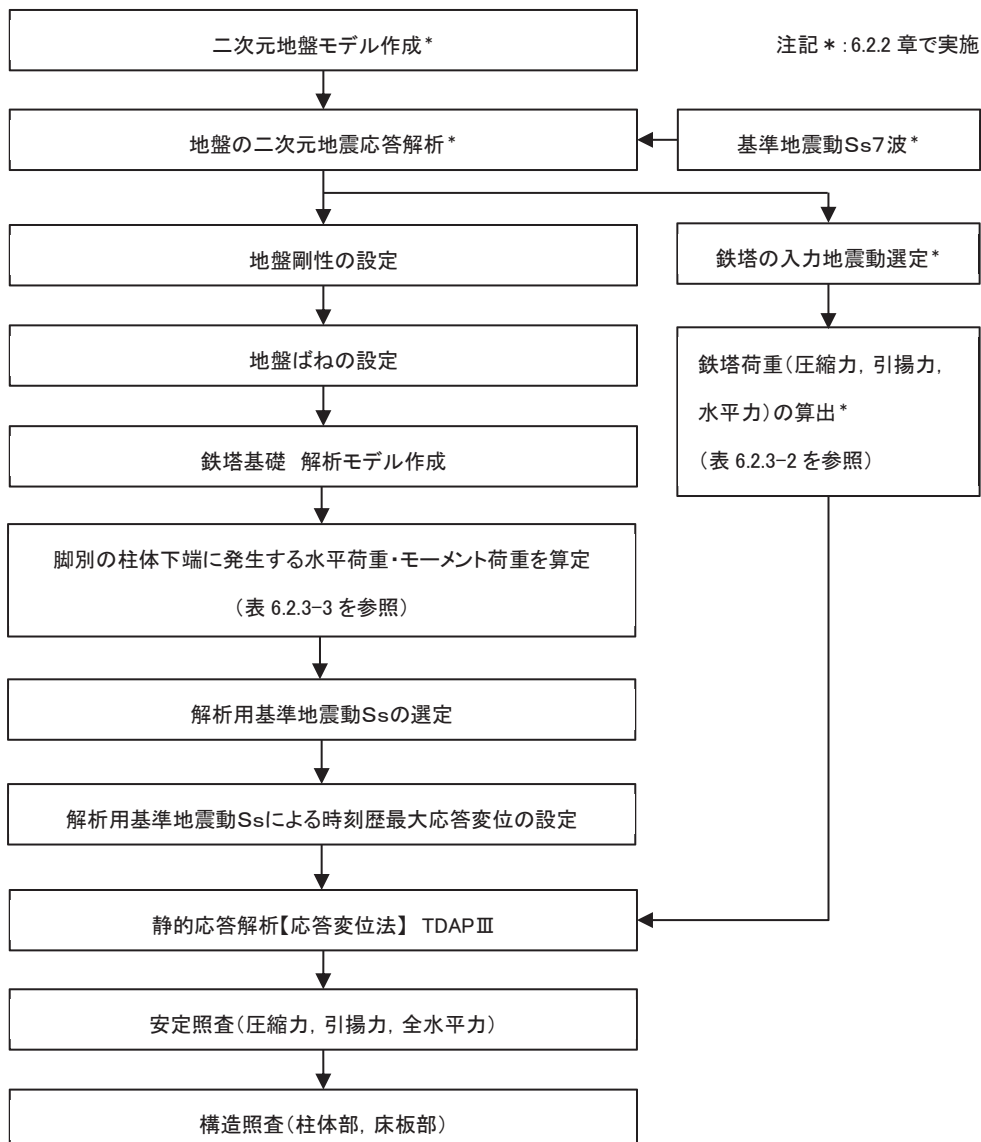 二次元地盤モデル作成*
注記*:6.2.2 章で実施
地盤の二次元地震応答解析*
基準地震動Ss7波*
地盤剛性の設定
鉄塔の入力地震動選定*
地盤ばねの設定
鉄塔荷重(圧縮力, 引揚力,
水平力)の算出*
(表 6.2.3-2 を参照)
鉄塔基礎 解析モデル作成
脚別の柱体下端に発生する水平荷重・モーメント荷重を算定
(表 6.2.3-3 を参照)
解析用基準地震動Ssの選定
解析用基準地震動Ssによる時刻歴最大応答変位の設定
静的応答解析【応答変位法】 TDAPⅢ
安定照査(圧縮力, 引揚力, 全水平力)
構造照査(柱体部, 床板部)